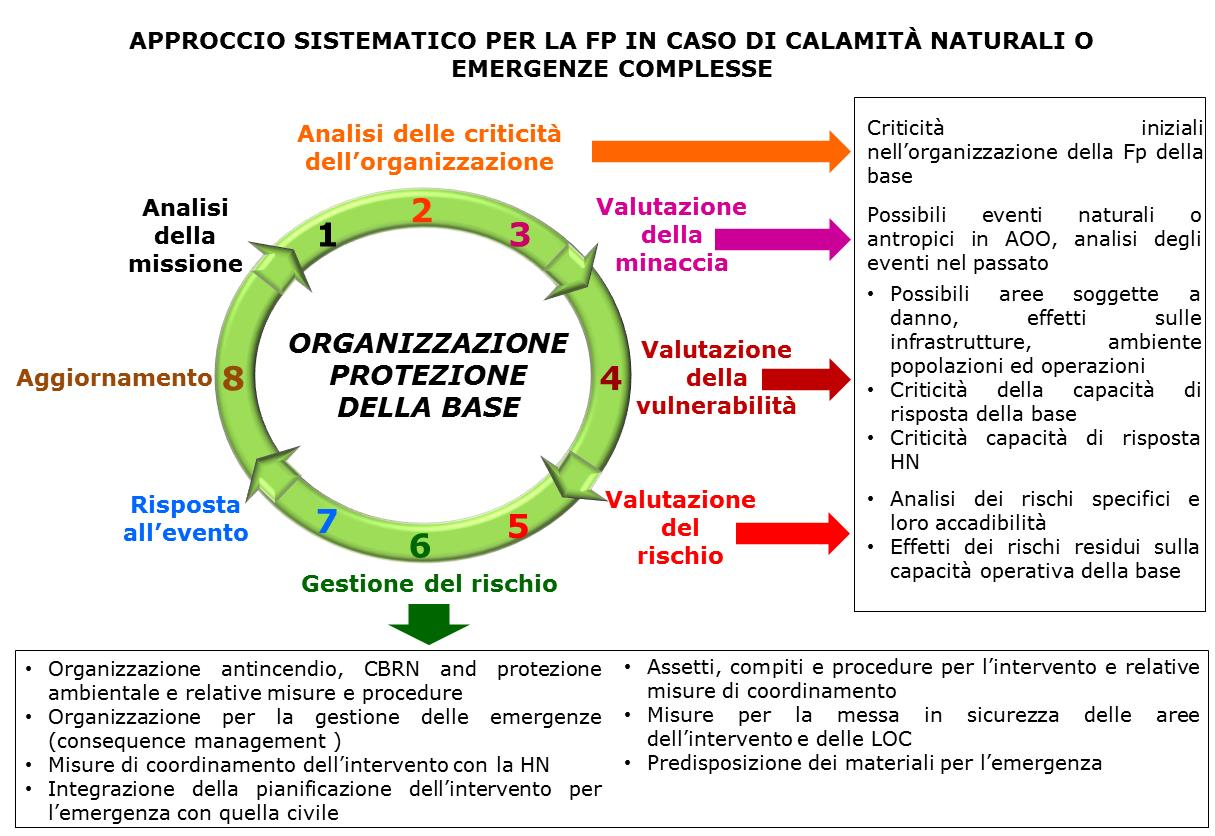 APPROCCIO SISTEMATICO PER LA FP IN CASO DI CALAMITÀ NATURALI O
EMERGENZE COMPLESSE
Analisi delle criticità
dell’organizzazione
Analisi
della
missione
1
2
3
Valutazione
della
minaccia
ORGANIZZAZIONE
PROTEZIONE
DELLA BASE
4
Valutazione
della
vulnerabilità
Aggiornamento
8
5
Valutazione
del
rischio
6
Gestione del rischio
7
Risposta
all’evento
Criticità iniziali
nell’organizzazione della Fp della
base
Possibili eventi naturali o
antropici in AOO, analisi degli
eventi nel passato
• Possibili aree soggette a
danno, effetti sulle
infrastrutture, ambiente
popolazioni ed operazioni
• Criticità della capacità di
risposta della base
• Criticità capacità di risposta
HN
• Analisi dei rischi specifici e
loro accadibilità
• Effetti dei rischi residui sulla
capacità operativa della base
• Organizzazione antincendio, CBRN and protezione
ambientale e relative misure e procedure
• Organizzazione per la gestione delle emergenze
(consequence management )
• Misure di coordinamento dell’intervento con la HN
• Integrazione della pianificazione dell’intervento per
l’emergenza con quella civile
• Assetti, compiti e procedure per l’intervento e relative
misure di coordinamento
• Misure per la messa in sicurezza delle aree
dell’intervento e delle LOC
• Predisposizione dei materiali per l’emergenza